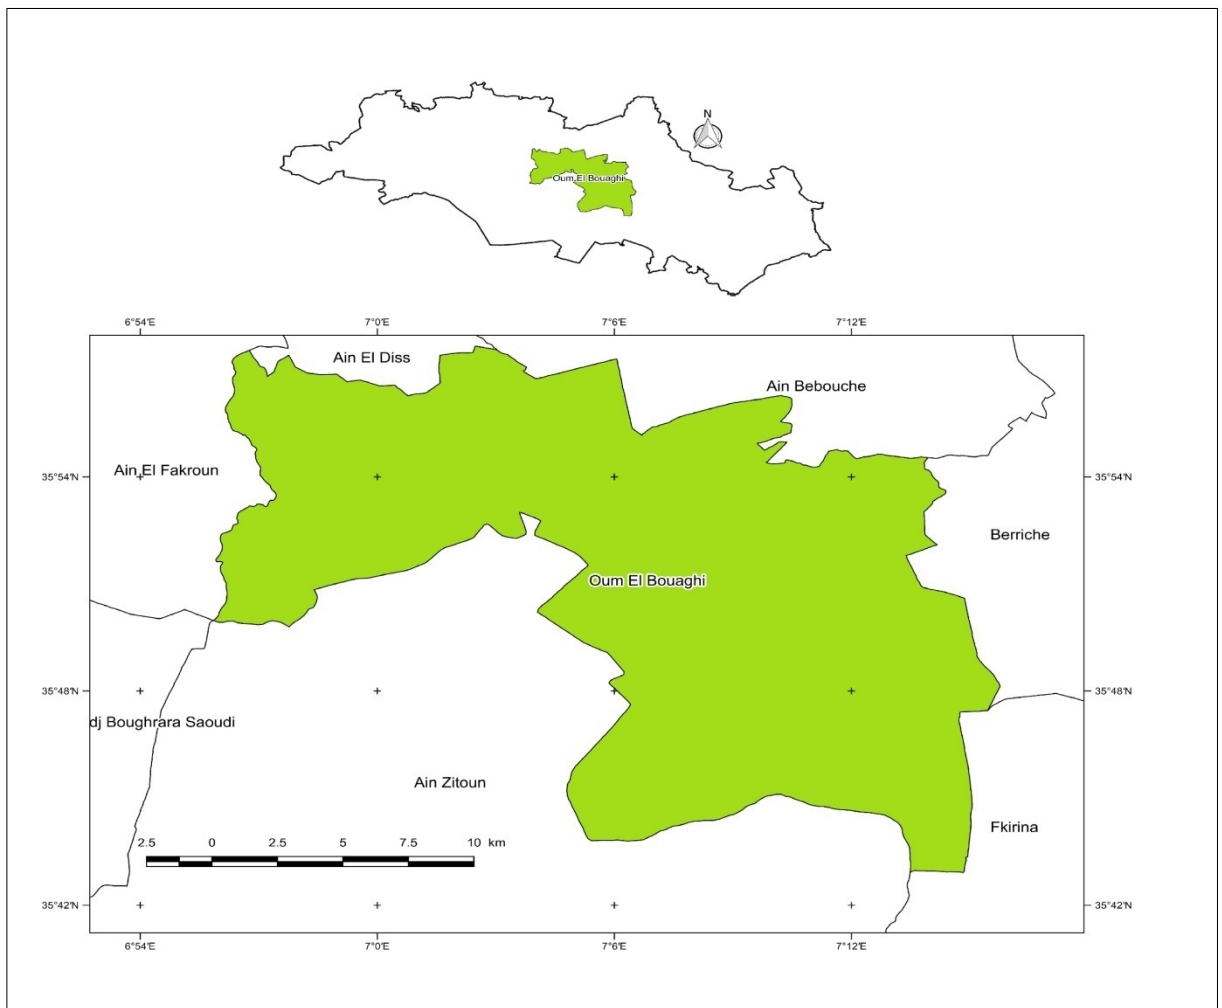 N
Oum El Bouaghi
6°54'E 7°0'E 7°6'E 7°12'E
Ain El Diss
Ain Bebouche
Ain El Fakroun
35°54'N 35°54'N
Berriche
Oum El Bouaghi
35°48'N 35°48'N
dj Boughrara Saoudi
Ain Zitoun
Fkirina
2.5 0 2.5 5 7.5 10 km
35°42'N 35°42'N
6°54'E 7°0'E 7°6'E 7°12'E